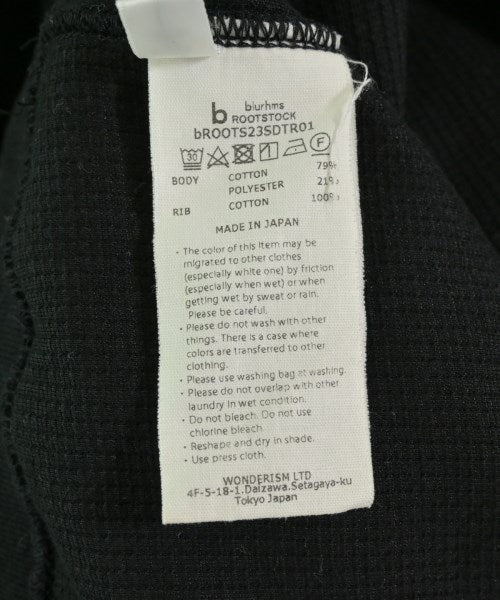 b blurhms
ROOTSTOCK
bROOTS23SDTR01
30 F
BODY COTTON 79%
POLYESTER 21%
RIB COTTON 100%
MADE IN JAPAN
・The color of this item may be
migrated to other clothes
(especially white one) by friction
(especially when wet) or when
getting wet by sweat or rain.
Please be careful.
・Please do not wash with other
things. There is a case where
colors are transferred to other
clothing.
・Please use washing bag at washing.
・Please do not overlap with other
laundry in wet condition.
・Do not bleach. Do not use
chlorine bleach
・Reshape and dry in shade.
・Use press cloth.
WONDERISM LTD
4F-5-18-1.Daizawa.Setagaya-ku
Tokyo Japan